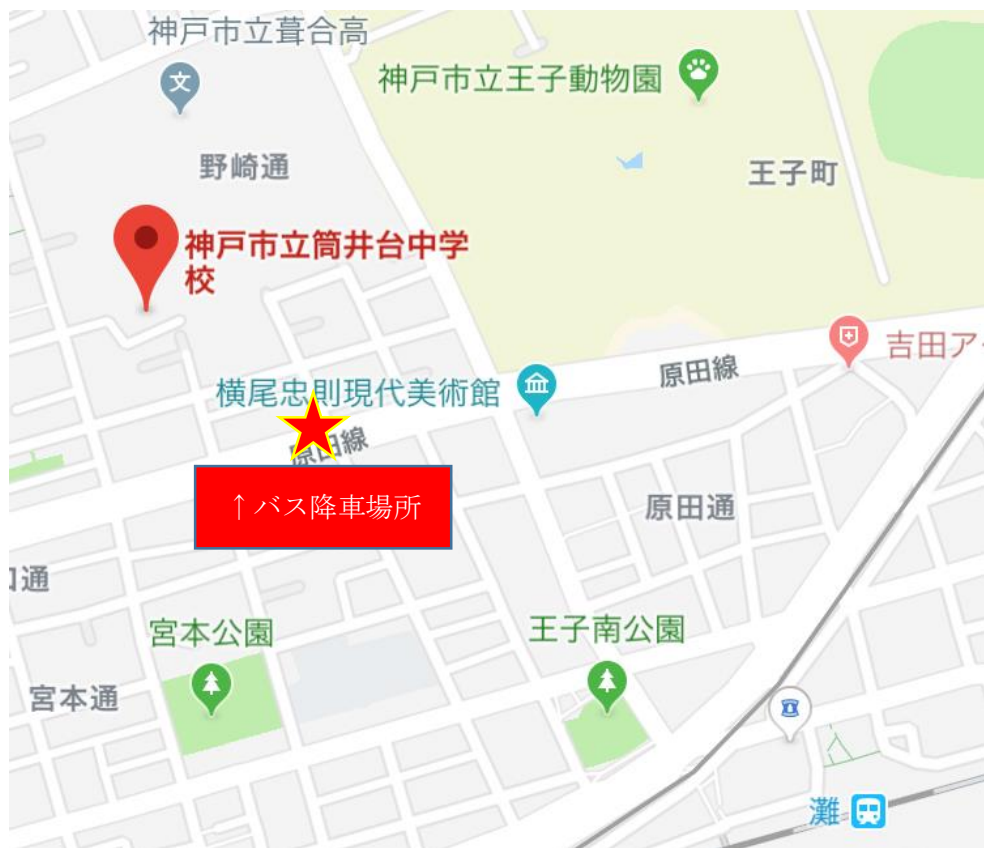 神戸市立葺合高
文
神戸市立王子動物園
野崎通
王子町
神戸市立筒井台中学
校
吉田ア
原田線
横尾忠則現代美術館
原田線
↑バス降車場所
原田通
通
宮本公園
王子南公園
宮本通
灘